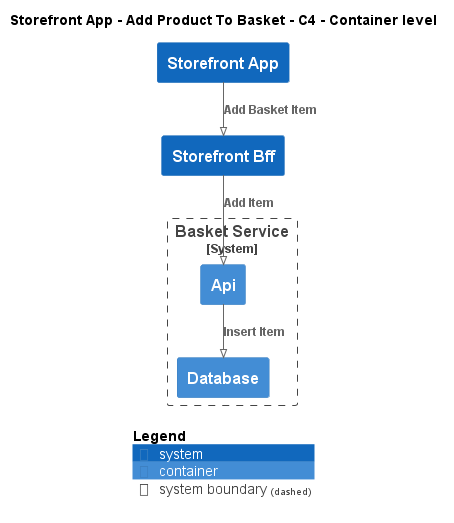 Storefront App - Add Product To Basket - C4 - Container level
Storefront App
Add Basket Item
Storefront Bff
Add Item
Basket Service
[System]
Api
Insert Item
Database
Legend
system
container
system boundary (dashed)